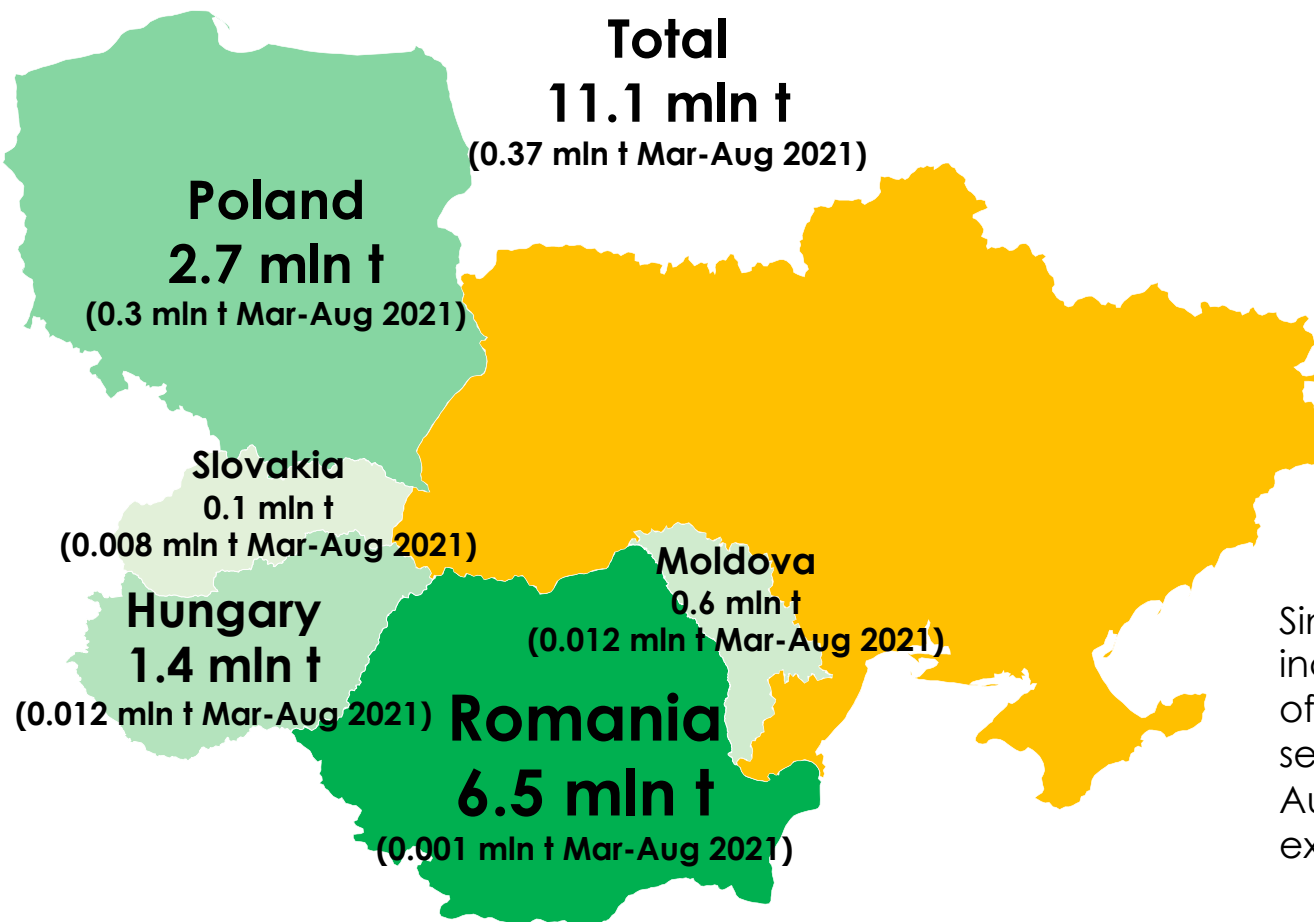 Total
11.1 mln t
(0.37 mln t Mar-Aug 2021)
Poland
2.7 mln t
(0.3 mln t Mar-Aug 2021)
Slovakia
0.1 mln t
(0.008 mln t Mar-Aug 2021)
Moldova
0.6 mln t
(0.012 mln t Mar-Aug 2021)
Hungary
1.4 mln t
(0.012 mln t Mar-Aug 2021)
Romania
6.5 mln t
(0.001 mln t Mar-Aug 2021)
of